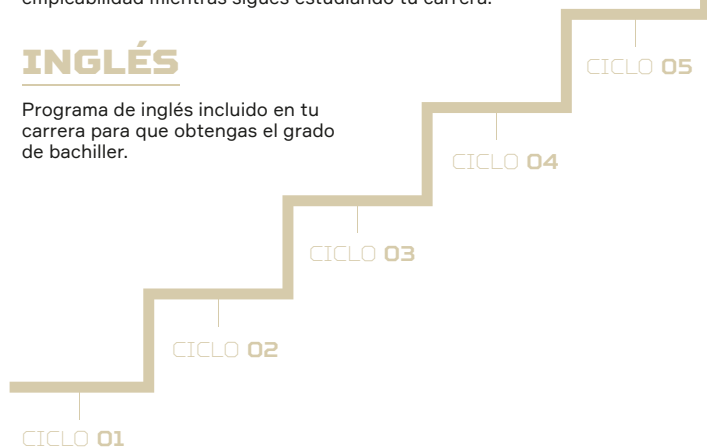 empleabilidad mientras sigues estudiando tu carrera.
INGLÉS
Programa de inglés incluido en tu
carrera para que obtengas el grado
de bachiller.
CICLO 05
CICLO 04
CICLO 03
CICLO 02
CICLO 01